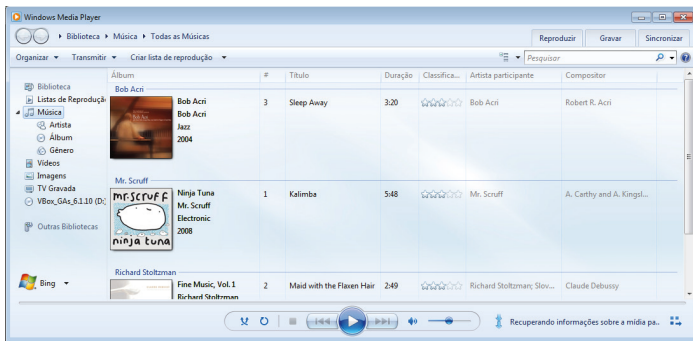 Windows Media Player
Biblioteca ▸ Música ▸ Todas as Músicas
Reproduzir Gravar Sincronizar
Organizar Transmitir Criar lista de reprodução Pesquisar
Álbum # Título Duração Classifica... Artista participante Compositor
Biblioteca
Listas de Reproduçã
Música
Artista
Álbum
Gênero
Vídeos
Imagens
TV Gravada
VBox_GAs_6.1.10 (D:)
Outras Bibliotecas
Bing
Bob Acri
Bob Acri 3 Sleep Away 3:20 Bob Acri Robert R. Acri
Bob Acri
Jazz
2004
Mr. Scruff
mr.scruff
ninja tuna
Ninja Tuna 1 Kalimba 5:48 Mr. Scruff A. Carthy and A. Kingsl...
Mr. Scruff
Electronic
2008
Richard Stoltzman
Fine Music, Vol. 1 2 Maid with the Flaxen Hair 2:49 Richard Stoltzman; Slov... Claude Debussy
Richard Stoltzman
Recuperando informações sobre a mídia pa..